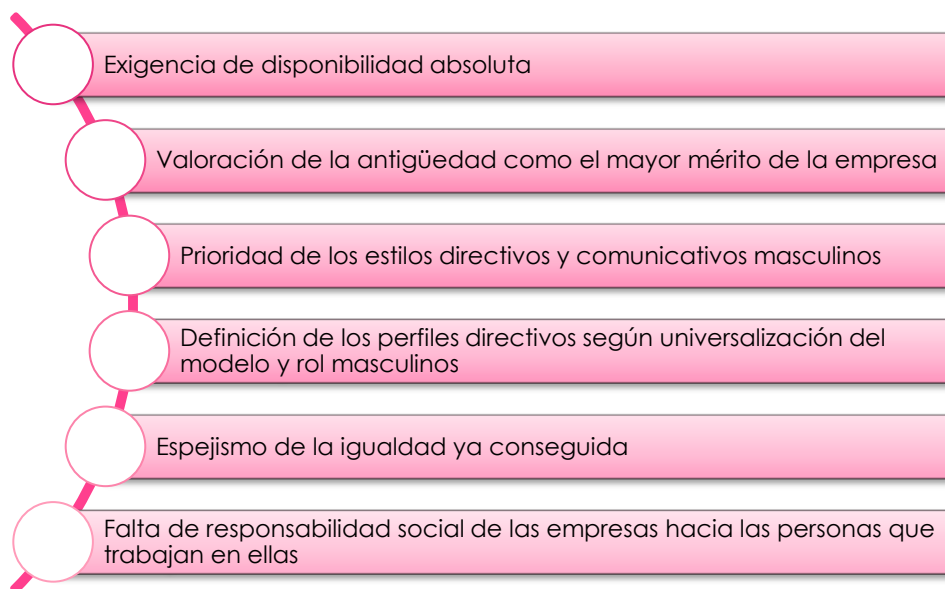 Exigencia de disponibilidad absoluta
Valoración de la antigüedad como el mayor mérito de la empresa
Prioridad de los estilos directivos y comunicativos masculinos
Definición de los perfiles directivos según universalización del
modelo y rol masculinos
Espejismo de la igualdad ya conseguida
Falta de responsabilidad social de las empresas hacia las personas que
trabajan en ellas